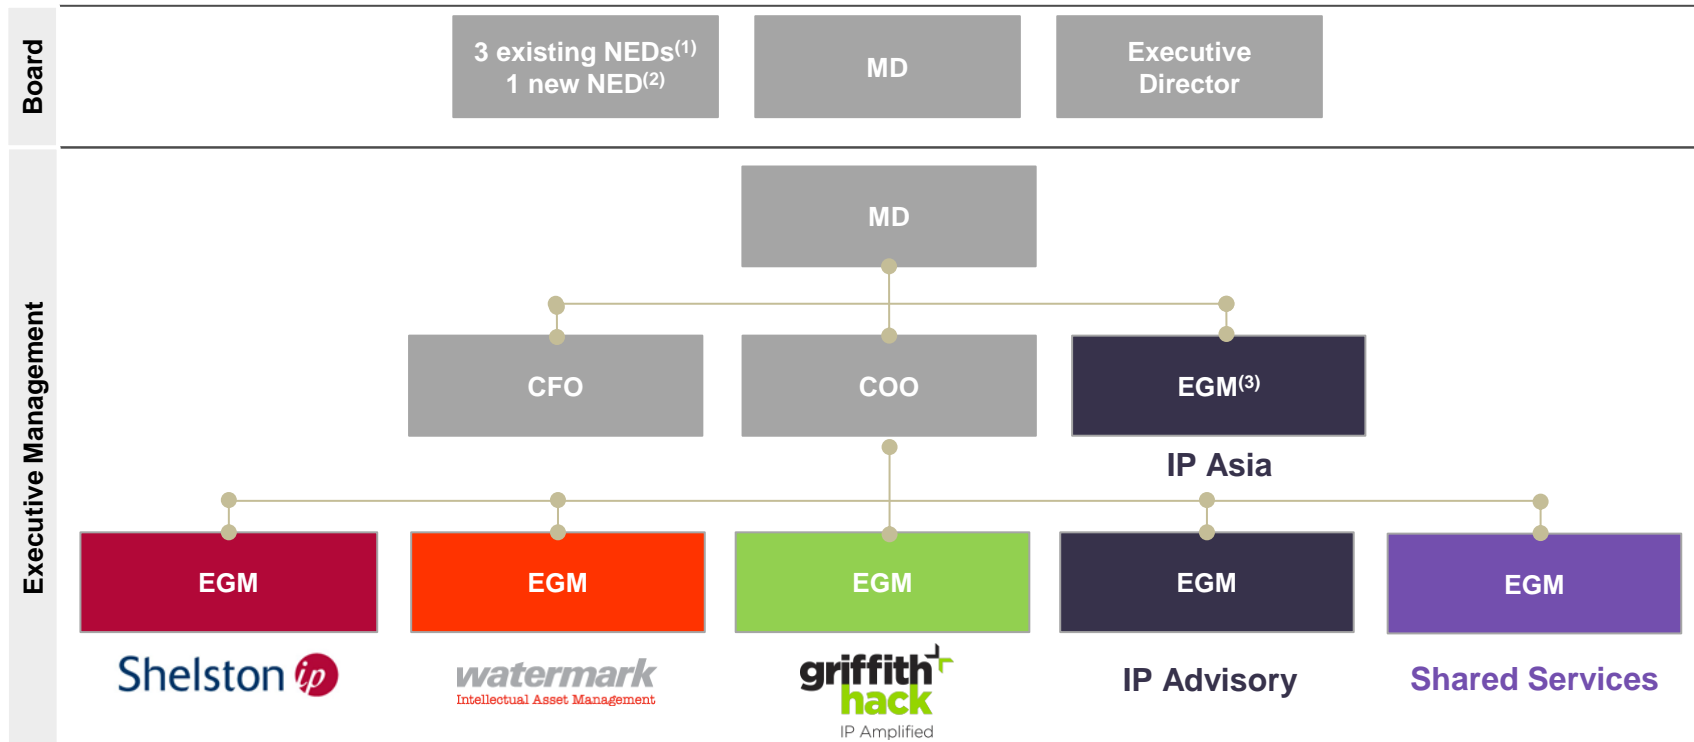 Board
3 existing NEDs(1)
1 new NED(2)
MD
Executive
Director
Executive Management
MD
CFO
COO
EGM(3)
IP Asia
EGM
EGM
EGM
EGM
EGM
Shelston ip
watermark
Intellectual Asset Management
griffith
hack
IP Amplified
IP Advisory
Shared Services